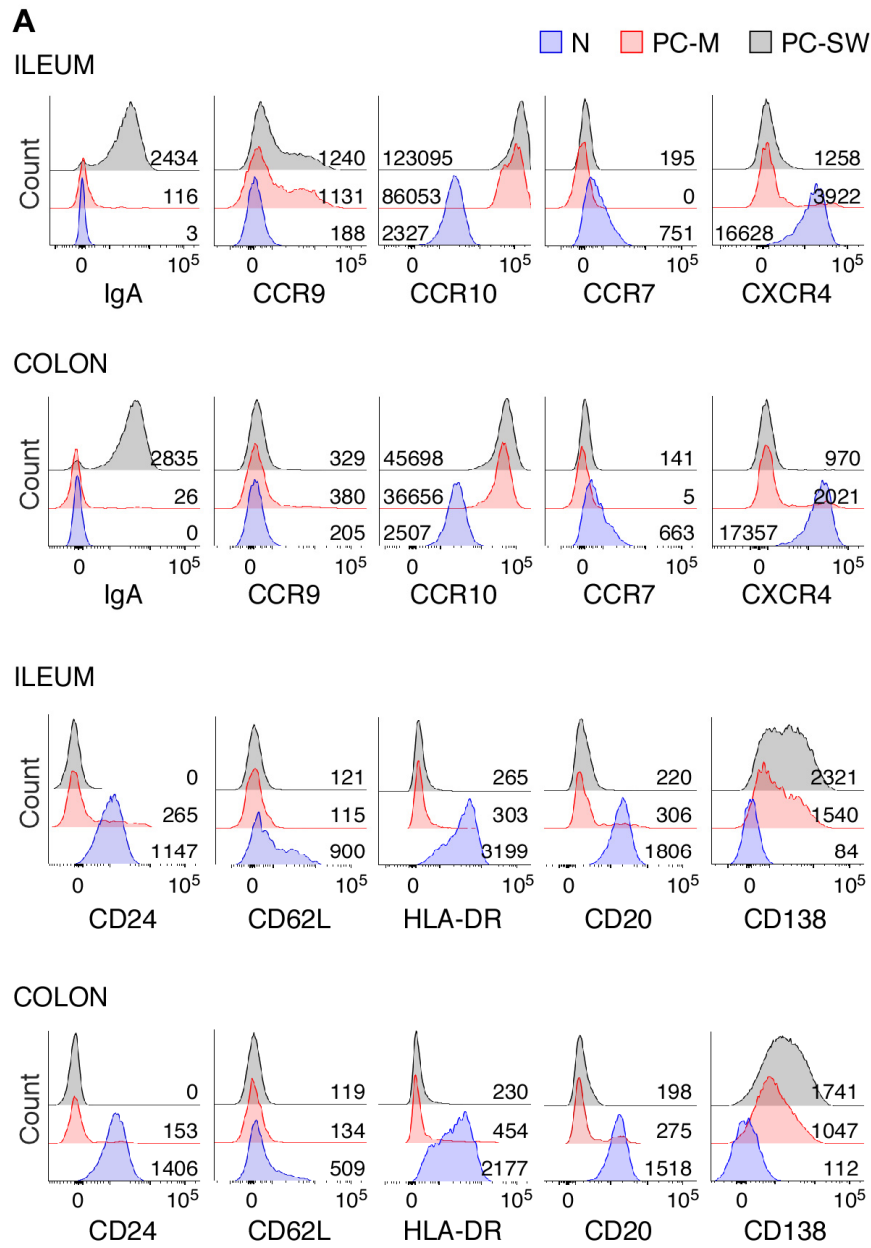 A
N PC-M PC-SW
ILEUM
Count
2434 1240 123095 195 1258
116 1131 86053 0 3922
3 188 2327 751 16628
0 10⁵ 0 10⁵ 0 10⁵ 0 10⁵ 0 10⁵
IgA CCR9 CCR10 CCR7 CXCR4
COLON
Count
2835 329 45698 141 970
26 380 36656 5 2021
0 205 2507 663 17357
0 10⁵ 0 10⁵ 0 10⁵ 0 10⁵ 0 10⁵
IgA CCR9 CCR10 CCR7 CXCR4
ILEUM
Count
0 121 265 220 2321
265 115 303 306 1540
1147 900 3199 1806 84
0 10⁵ 0 10⁵ 0 10⁵ 0 10⁵ 0 10⁵
CD24 CD62L HLA-DR CD20 CD138
COLON
Count
0 119 230 198 1741
153 134 454 275 1047
1406 509 2177 1518 112
0 10⁵ 0 10⁵ 0 10⁵ 0 10⁵ 0 10⁵
CD24 CD62L HLA-DR CD20 CD138